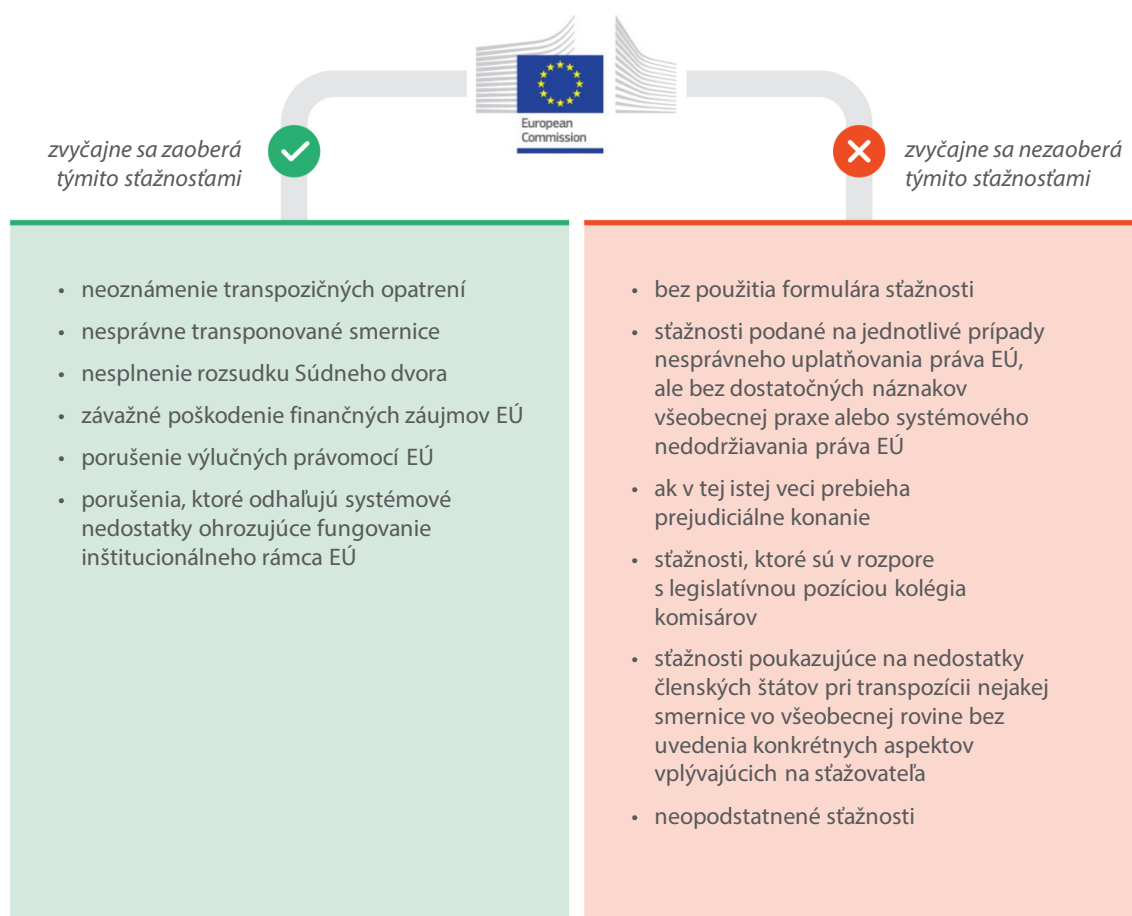 European
Commission
zvyčajne sa zaoberá
týmito sťažnosťami
zvyčajne sa nezaoberá
týmito sťažnosťami
• neoznámenie transpozičných opatrení
• nesprávne transponované smernice
• nesplnenie rozsudku Súdneho dvora
• závažné poškodenie finančných záujmov EÚ
• porušenie výlučných právomocí EÚ
• porušenia, ktoré odhaľujú systémové
nedostatky ohrozujúce fungovanie
inštitucionálneho rámca EÚ
• bez použitia formulára sťažnosti
• sťažnosti podané na jednotlivé prípady
nesprávneho uplatňovania práva EÚ,
ale bez dostatočných náznakov
všeobecnej praxe alebo systémového
nedodržiavania práva EÚ
• ak v tej istej veci prebieha
prejudiciálne konanie
• sťažnosti, ktoré sú v rozpore
s legislatívnou pozíciou kolégia
komisárov
• sťažnosti poukazujúce na nedostatky
členských štátov pri transpozícii nejakej
smernice vo všeobecnej rovine bez
uvedenia konkrétnych aspektov
vplývajúcich na sťažovateľa
• neopodstatnené sťažnosti